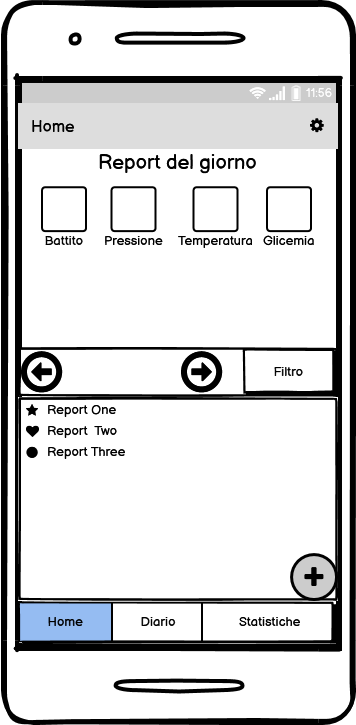 11:56
Home
Report del giorno
Battito Pressione Temperatura Glicemia
Filtro
Report One
Report Two
Report Three
Home Diario Statistiche